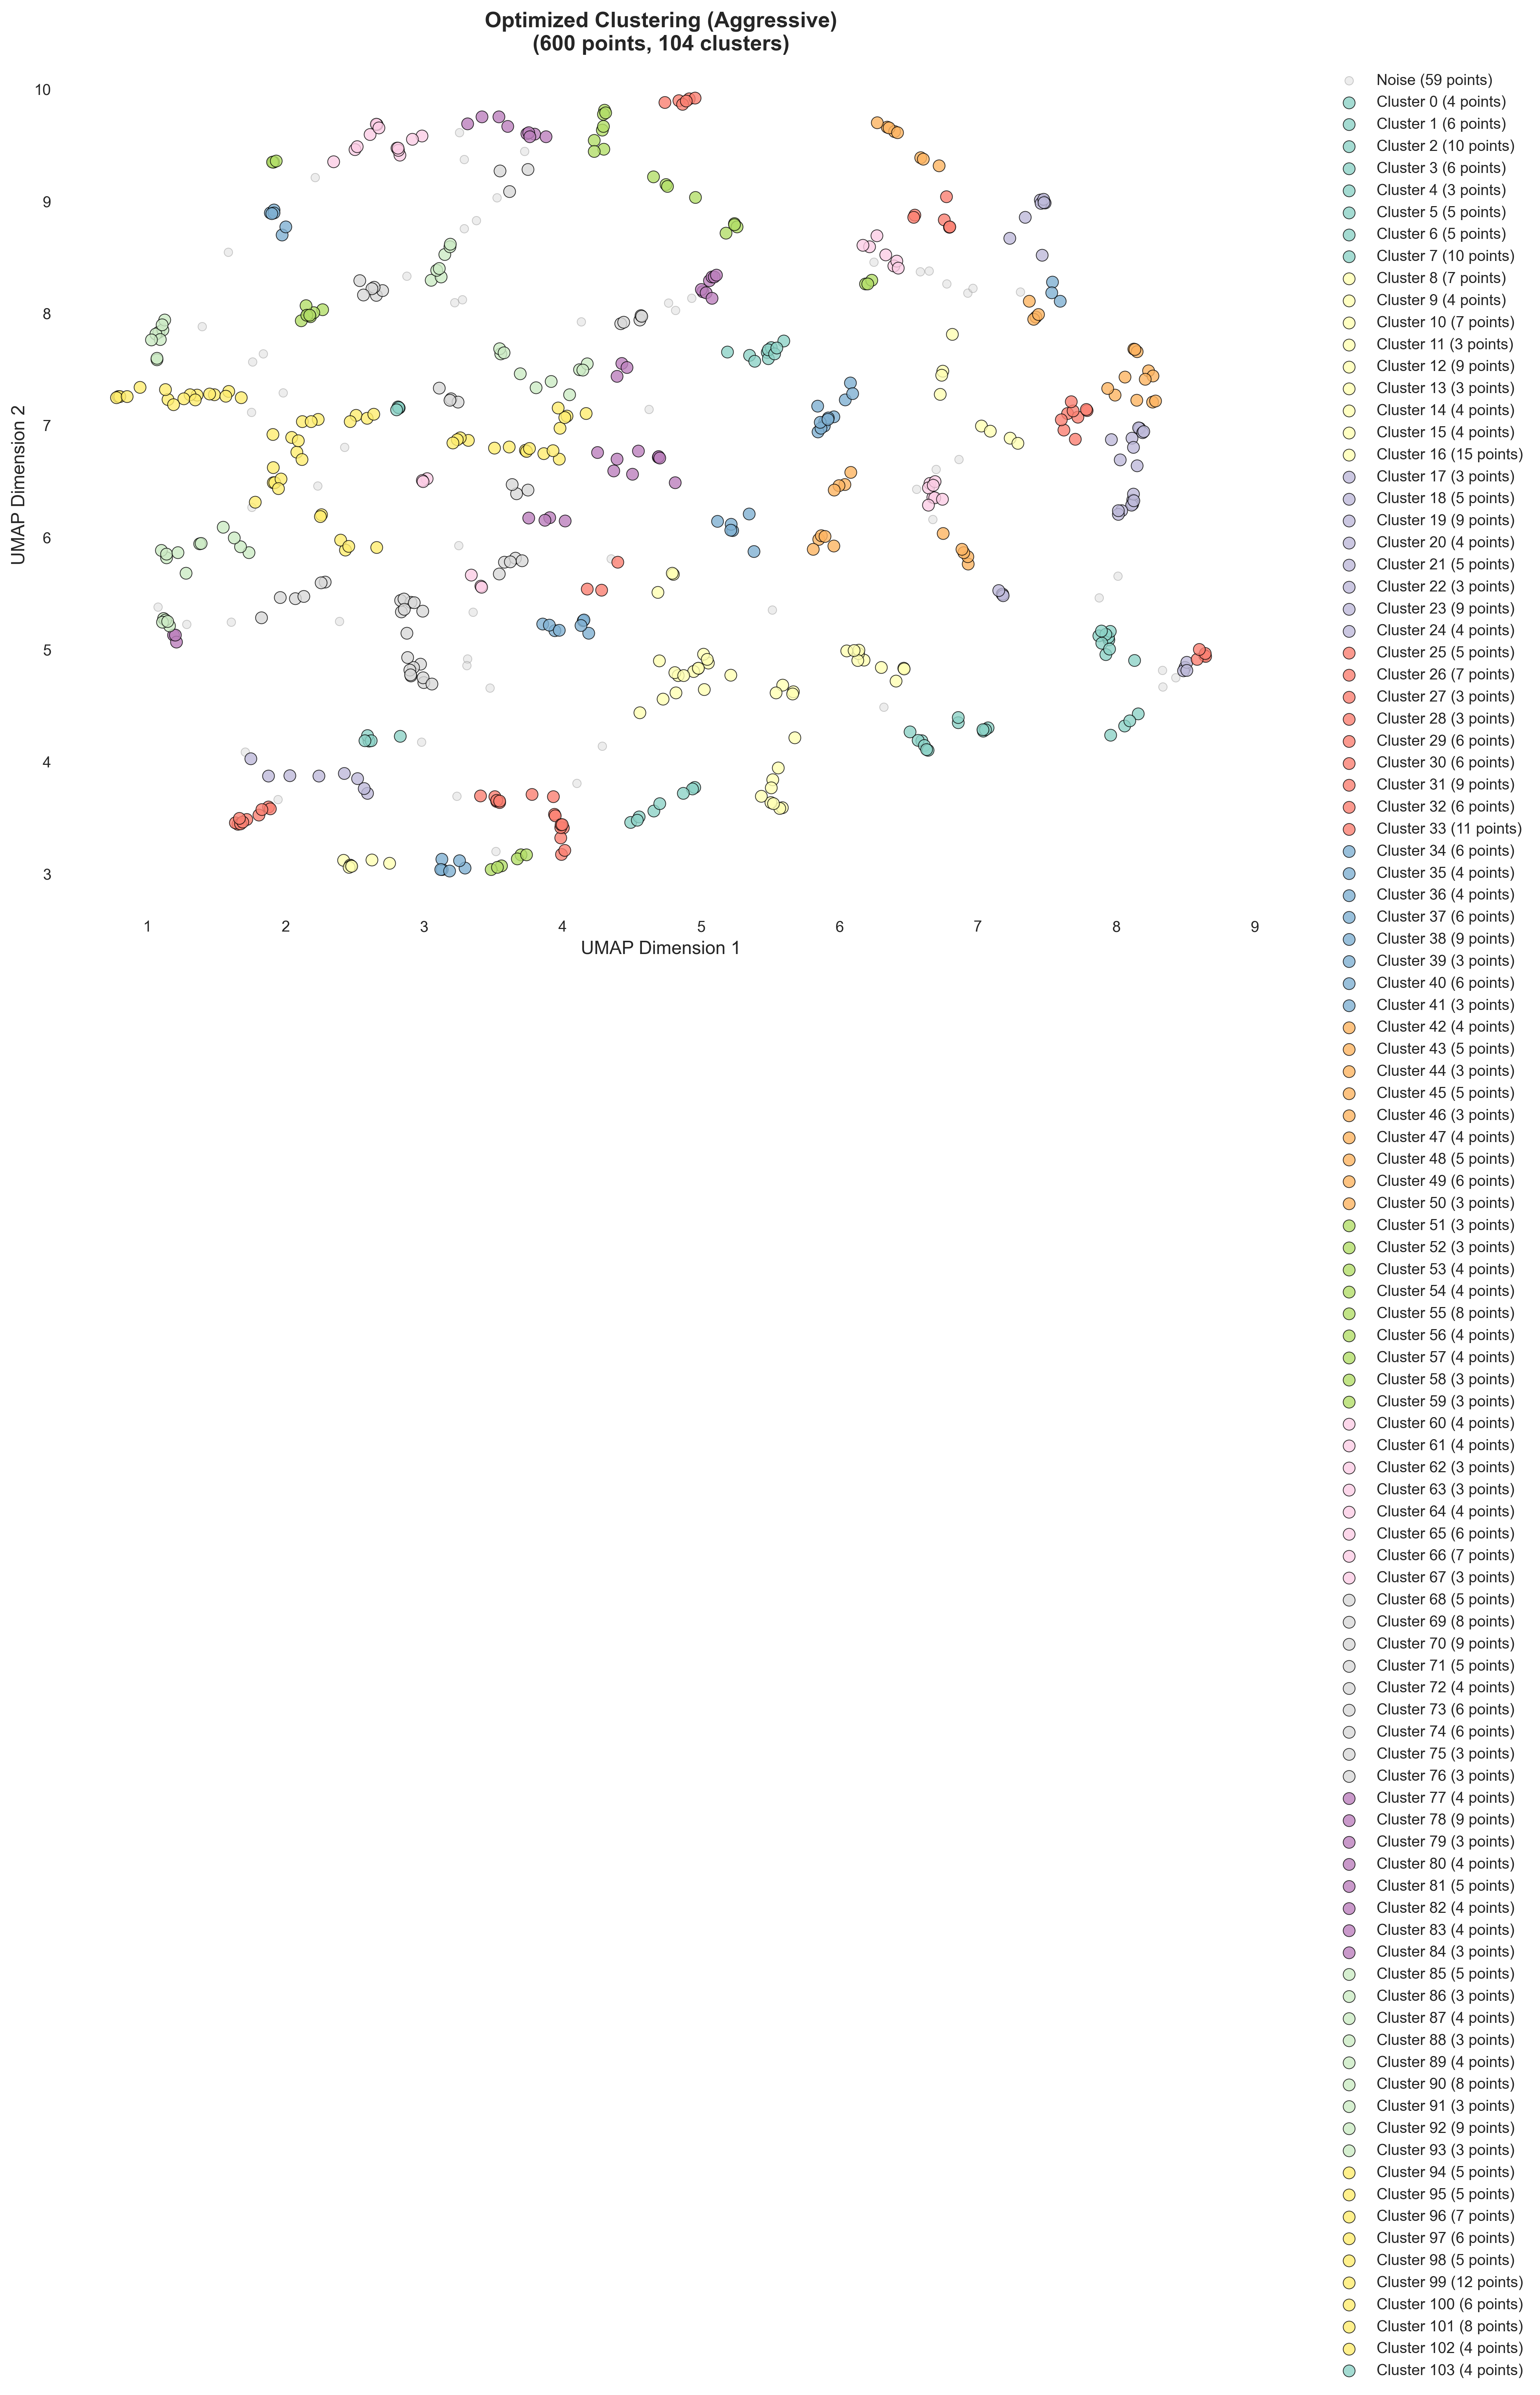 Optimized Clustering (Aggressive)
(600 points, 104 clusters)
10
9
8
7
6
5
4
3
UMAP Dimension 2
1 2 3 4 5 6 7 8 9
UMAP Dimension 1
Noise (59 points)
Cluster 0 (4 points)
Cluster 1 (6 points)
Cluster 2 (10 points)
Cluster 3 (6 points)
Cluster 4 (3 points)
Cluster 5 (5 points)
Cluster 6 (5 points)
Cluster 7 (10 points)
Cluster 8 (7 points)
Cluster 9 (4 points)
Cluster 10 (7 points)
Cluster 11 (3 points)
Cluster 12 (9 points)
Cluster 13 (3 points)
Cluster 14 (4 points)
Cluster 15 (4 points)
Cluster 16 (15 points)
Cluster 17 (3 points)
Cluster 18 (5 points)
Cluster 19 (9 points)
Cluster 20 (4 points)
Cluster 21 (5 points)
Cluster 22 (3 points)
Cluster 23 (9 points)
Cluster 24 (4 points)
Cluster 25 (5 points)
Cluster 26 (7 points)
Cluster 27 (3 points)
Cluster 28 (3 points)
Cluster 29 (6 points)
Cluster 30 (6 points)
Cluster 31 (9 points)
Cluster 32 (6 points)
Cluster 33 (11 points)
Cluster 34 (6 points)
Cluster 35 (4 points)
Cluster 36 (4 points)
Cluster 37 (6 points)
Cluster 38 (9 points)
Cluster 39 (3 points)
Cluster 40 (6 points)
Cluster 41 (3 points)
Cluster 42 (4 points)
Cluster 43 (5 points)
Cluster 44 (3 points)
Cluster 45 (5 points)
Cluster 46 (3 points)
Cluster 47 (4 points)
Cluster 48 (5 points)
Cluster 49 (6 points)
Cluster 50 (3 points)
Cluster 51 (3 points)
Cluster 52 (3 points)
Cluster 53 (4 points)
Cluster 54 (4 points)
Cluster 55 (8 points)
Cluster 56 (4 points)
Cluster 57 (4 points)
Cluster 58 (3 points)
Cluster 59 (3 points)
Cluster 60 (4 points)
Cluster 61 (4 points)
Cluster 62 (3 points)
Cluster 63 (3 points)
Cluster 64 (4 points)
Cluster 65 (6 points)
Cluster 66 (7 points)
Cluster 67 (3 points)
Cluster 68 (5 points)
Cluster 69 (8 points)
Cluster 70 (9 points)
Cluster 71 (5 points)
Cluster 72 (4 points)
Cluster 73 (6 points)
Cluster 74 (6 points)
Cluster 75 (3 points)
Cluster 76 (3 points)
Cluster 77 (4 points)
Cluster 78 (9 points)
Cluster 79 (3 points)
Cluster 80 (4 points)
Cluster 81 (5 points)
Cluster 82 (4 points)
Cluster 83 (4 points)
Cluster 84 (3 points)
Cluster 85 (5 points)
Cluster 86 (3 points)
Cluster 87 (4 points)
Cluster 88 (3 points)
Cluster 89 (4 points)
Cluster 90 (8 points)
Cluster 91 (3 points)
Cluster 92 (9 points)
Cluster 93 (3 points)
Cluster 94 (5 points)
Cluster 95 (5 points)
Cluster 96 (7 points)
Cluster 97 (6 points)
Cluster 98 (5 points)
Cluster 99 (12 points)
Cluster 100 (6 points)
Cluster 101 (8 points)
Cluster 102 (4 points)
Cluster 103 (4 points)